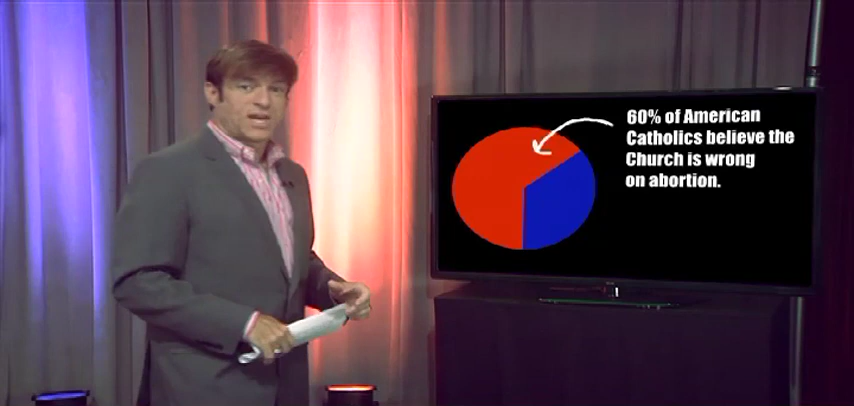 60% of American
Catholics believe the
Church is wrong
on abortion.